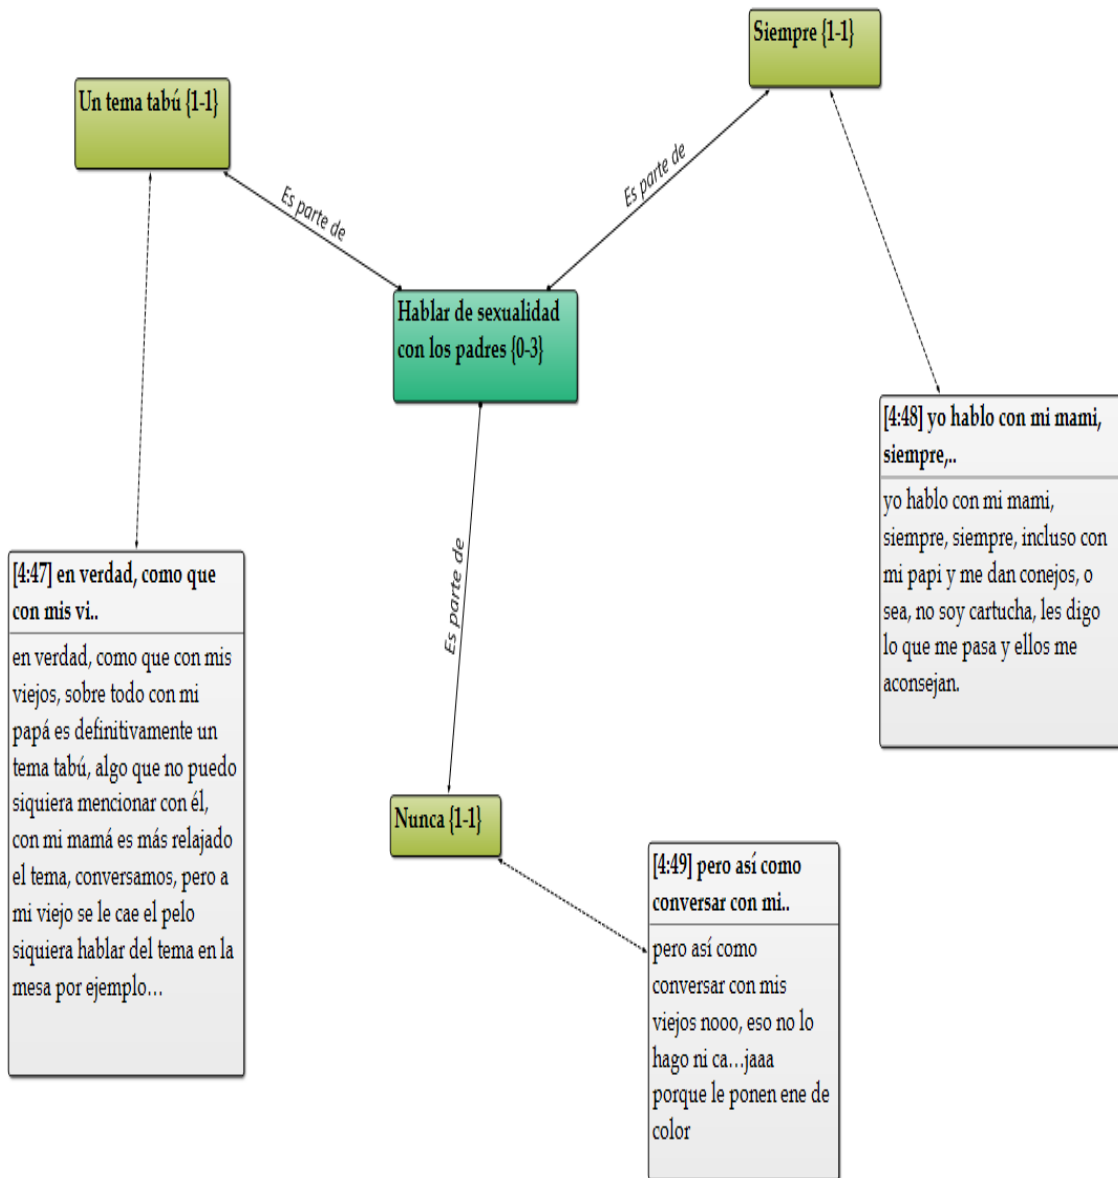 Siempre {1-1}
Un tema tabú {1-1}
Es parte de
Es parte de
Hablar de sexualidad
con los padres {0-3}
Es parte de
[4:48] yo hablo con mi mami,
siempre,..
yo hablo con mi mami,
siempre, siempre, incluso con
mi papi y me dan conejos, o
sea, no soy cartucha, les digo
lo que me pasa y ellos me
aconsejan.
[4:47] en verdad, como que
con mis vi..
en verdad, como que con mis
viejos, sobre todo con mi
papá es definitivamente un
tema tabú, algo que no puedo
siquiera mencionar con él,
con mi mamá es más relajado
el tema, conversamos, pero a
mi viejo se le cae el pelo
siquiera hablar del tema en la
mesa por ejemplo…
Nunca {1-1}
[4:49] pero así como
conversar con mi..
pero así como
conversar con mis
viejos nooo, eso no lo
hago ni ca…jaaa
porque le ponen ene de
color